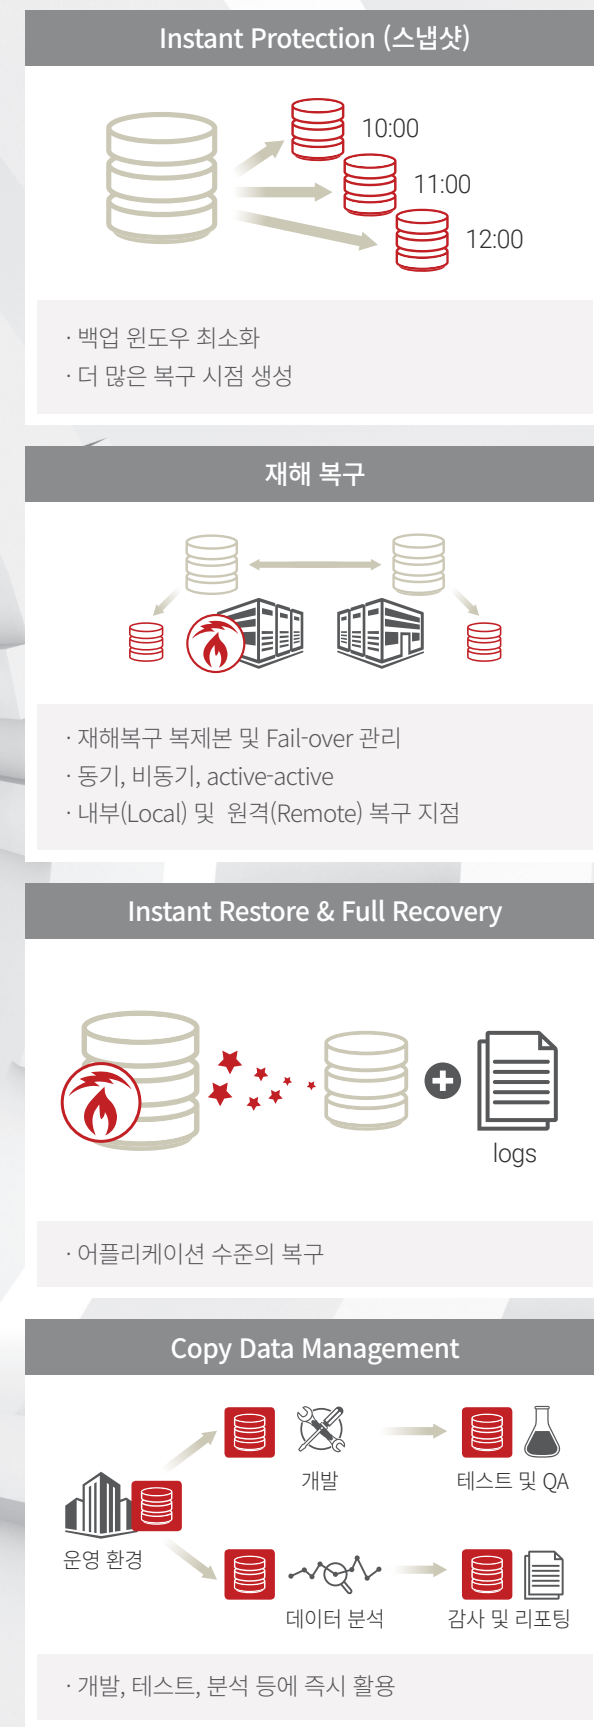 Instant Protection (스냅샷)
10:00
11:00
12:00
· 백업 윈도우 최소화
· 더 많은 복구 시점 생성
재해 복구
· 재해복구 복제본 및 Fail-over 관리
· 동기, 비동기, active-active
· 내부(Local) 및 원격(Remote) 복구 지점
Instant Restore & Full Recovery
logs
· 어플리케이션 수준의 복구
Copy Data Management
개발
테스트 및 QA
운영 환경
데이터 분석
감사 및 리포팅
· 개발, 테스트, 분석 등에 즉시 활용